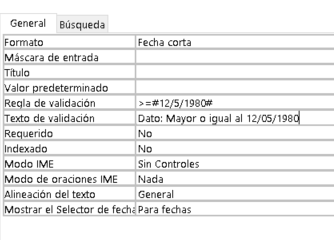 General Búsqueda
Formato Fecha corta
Máscara de entrada
Título
Valor predeterminado
Regla de validación >=#12/5/1980#
Texto de validación Dato: Mayor o igual al 12/05/1980
Requerido No
Indexado No
Modo IME Sin Controles
Modo de oraciones IME Nada
Alineación del texto General
Mostrar el Selector de fecha Para fechas